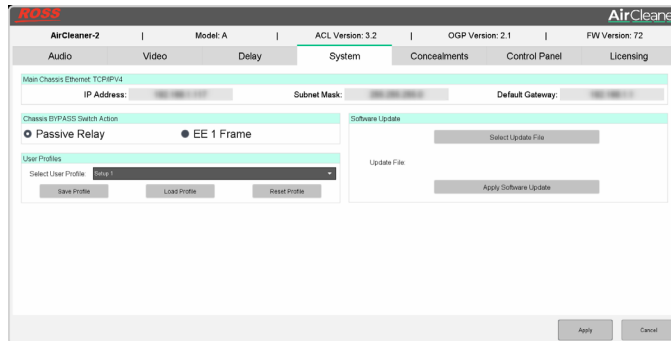 ROSS AirCleane
AirCleaner-2 | Model: A | ACL Version: 3.2 | OGP Version: 2.1 | FW Version: 72
Audio Video Delay System Concealments Control Panel Licensing
Main Chassis Ethernet: TCP/IPV4
IP Address: Subnet Mask: Default Gateway:
Chassis BYPASS Switch Action
Passive Relay EE 1 Frame
User Profiles
Select User Profile: Setup 1
Save Profile Load Profile Reset Profile
Software Update
Select Update File
Update File:
Apply Software Update
Apply Cancel